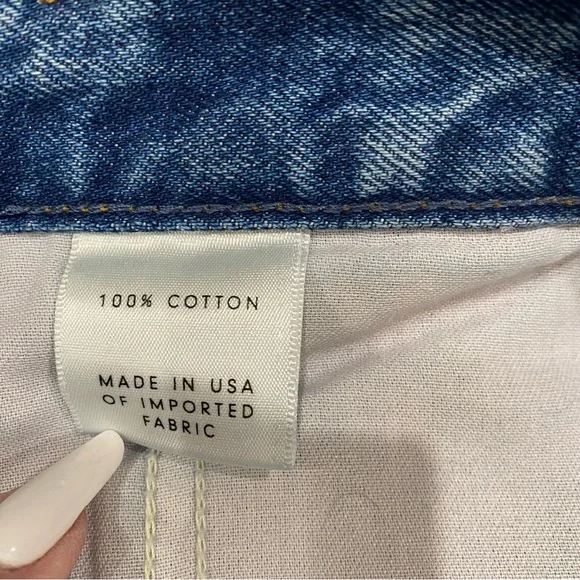 100% COTTON
MADE IN USA
OF IMPORTED
FABRIC